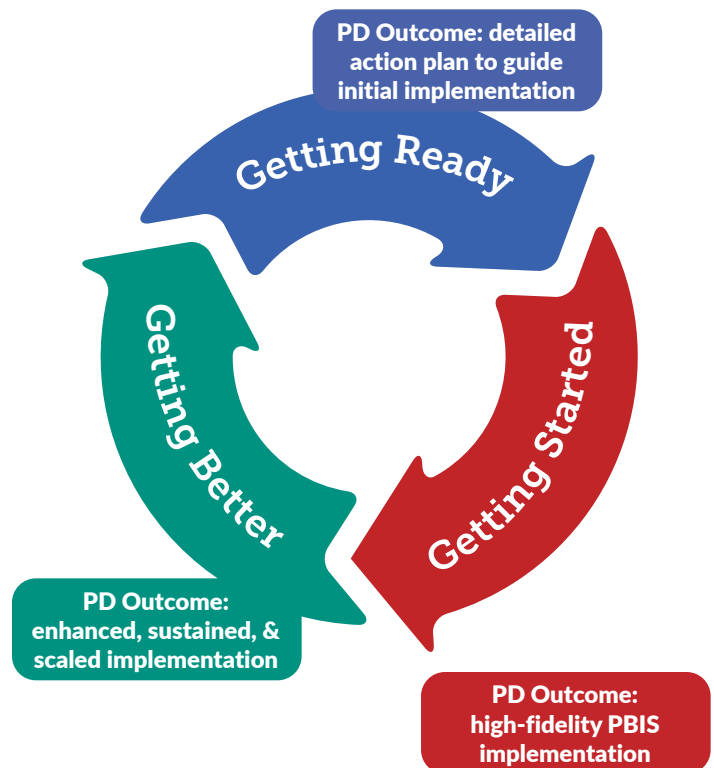 PD Outcome: detailed
action plan to guide
initial implementation
Getting Ready
Getting Started
Getting Better
PD Outcome:
enhanced, sustained, &
scaled implementation
PD Outcome:
high-fidelity PBIS
implementation